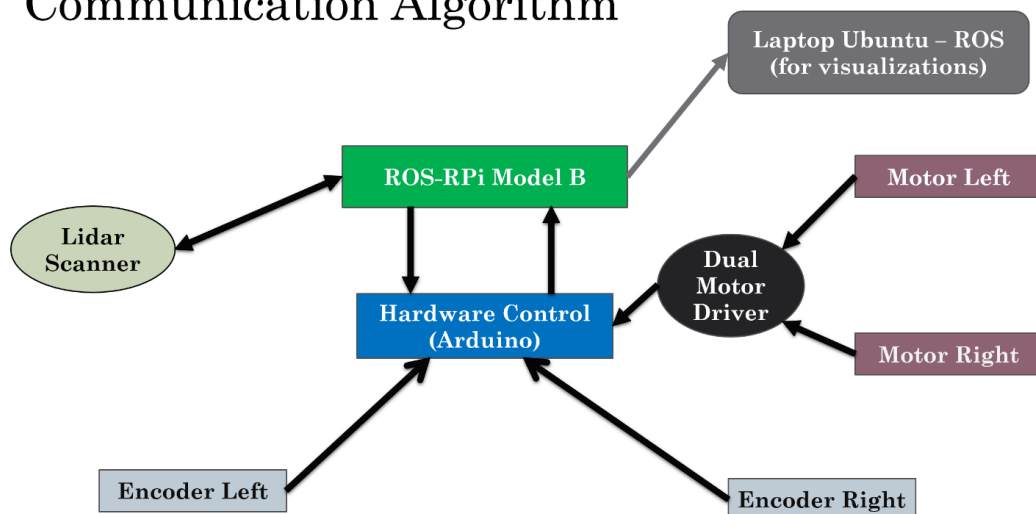 Communication Algorithm
Laptop Ubuntu – ROS
(for visualizations)
ROS-RPi Model B
Motor Left
Lidar
Scanner
Dual
Motor
Driver
Hardware Control
(Arduino)
Motor Right
Encoder Left
Encoder Right